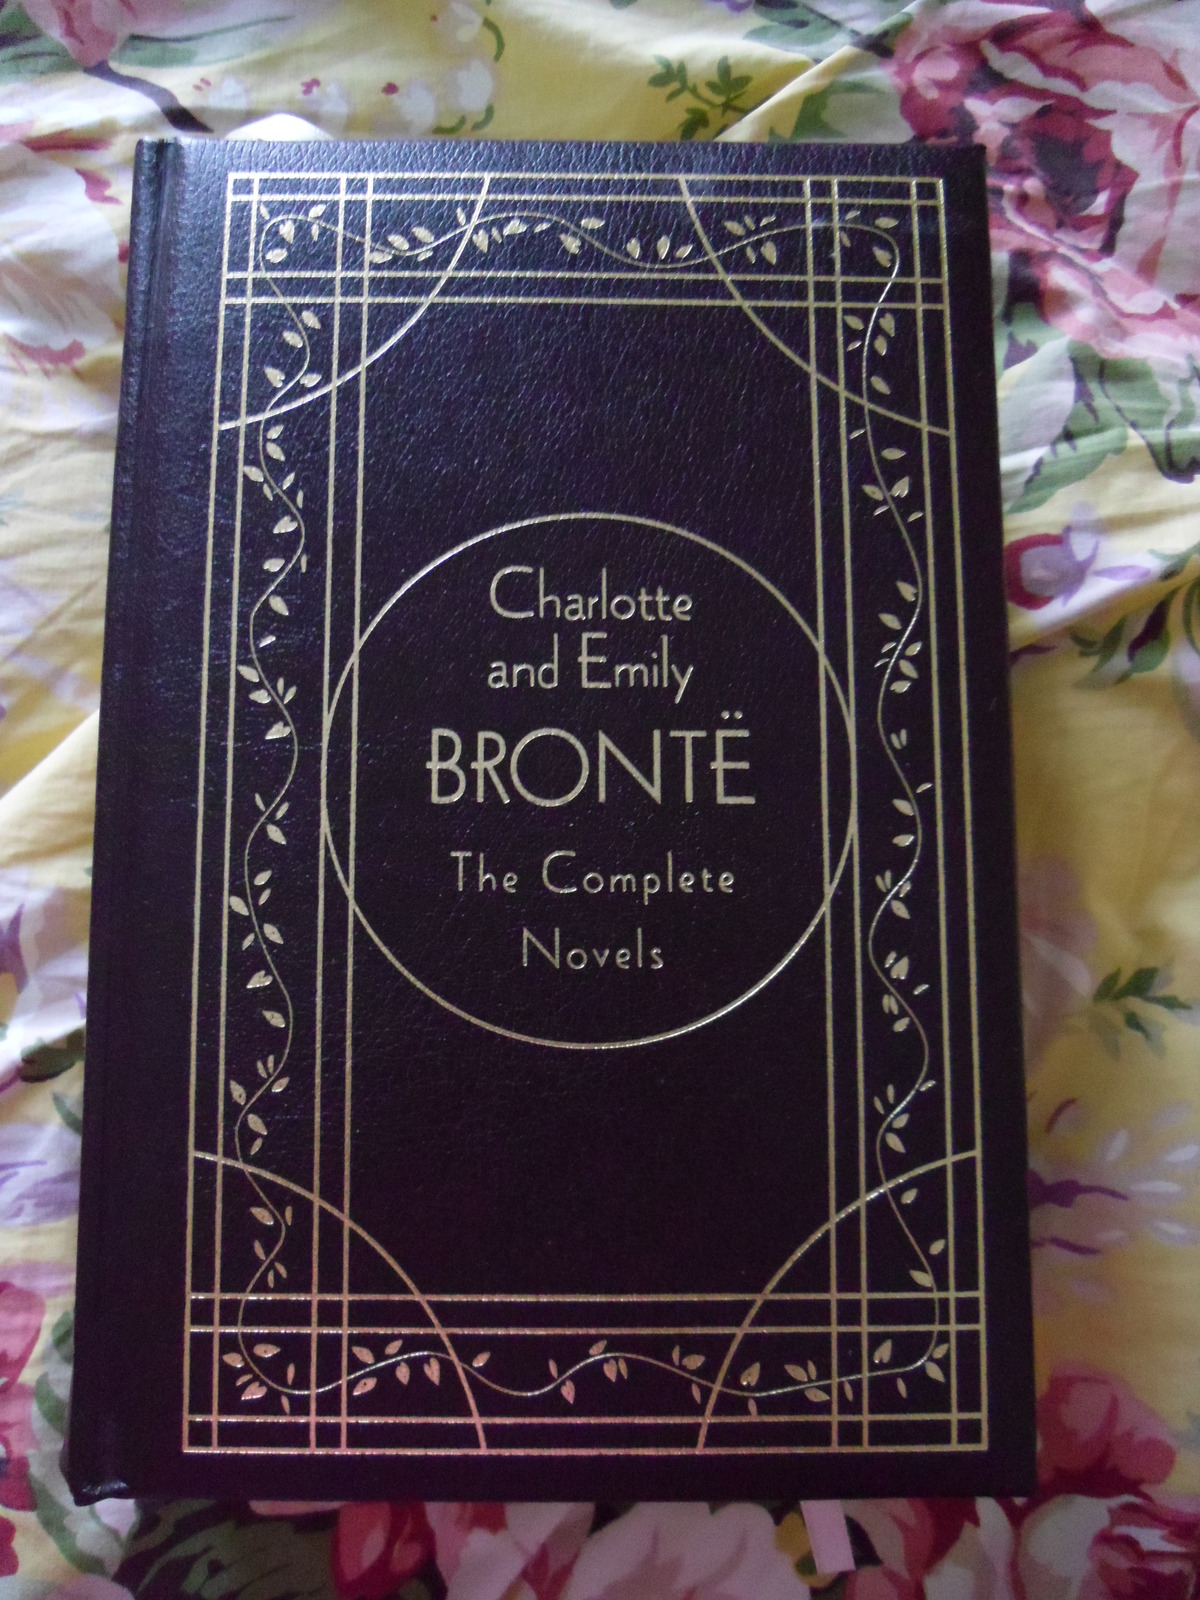 Charlotte
and Emily
BRONTË
The Complete
Novels